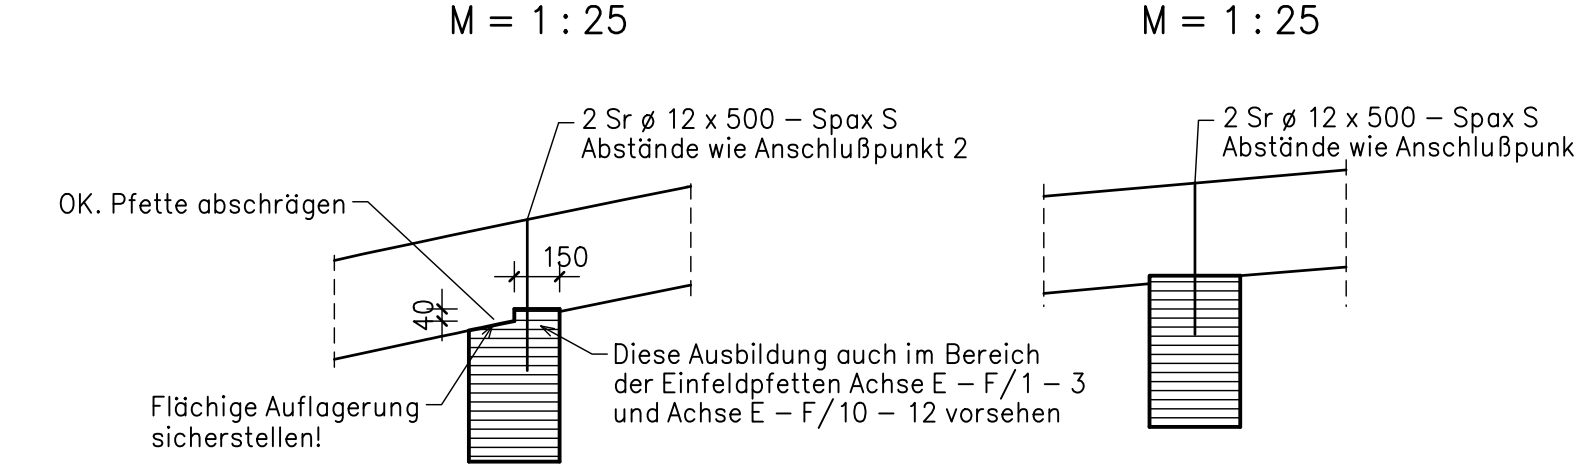 M = 1 : 25
2 Sr ø 12 x 500 – Spax S
Abstände wie Anschlußpunkt 2
OK. Pfette abschrägen
150
40
Diese Ausbildung auch im Bereich
der Einfeldpfetten Achse E – F/1 – 3
und Achse E – F/10 – 12 vorsehen
Flächige Auflagerung
sicherstellen!
M = 1 : 25
2 Sr ø 12 x 500 – Spax S
Abstände wie Anschlußpunk